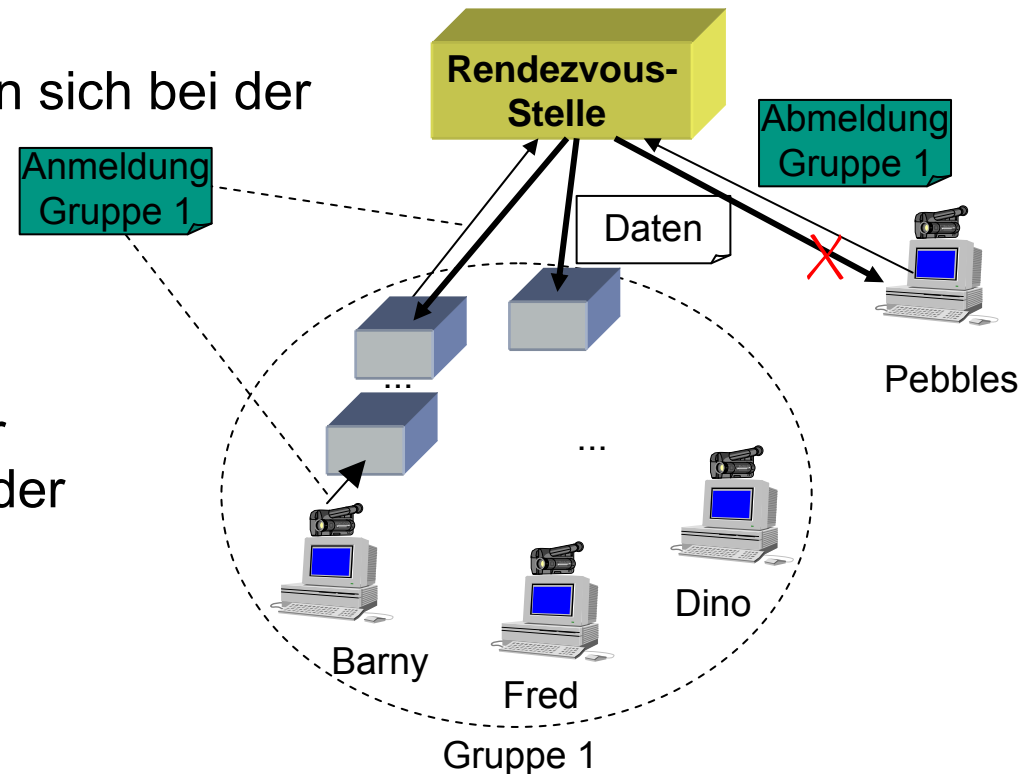 n sich bei der
Rendezvous-
Stelle
Anmeldung
Gruppe 1
Abmeldung
Gruppe 1
Daten
Pebbles
...
...
r
der
Dino
Barny
Fred
Gruppe 1